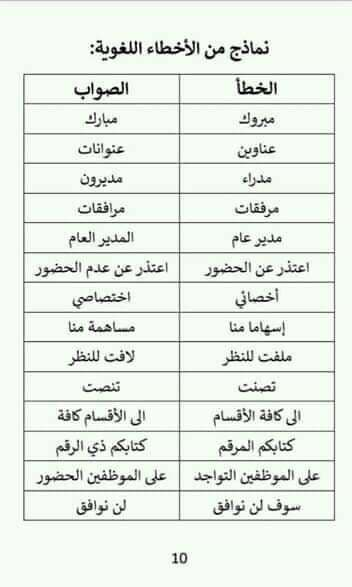 نماذج من الأخطاء اللغوية:
الخطأ الصواب
مبروك مبارك
عناوين عنوانات
مدراء مديرون
مرفقات مرافقات
مدير عام المدير العام
اعتذر عن الحضور اعتذر عن عدم الحضور
أخصائي اختصاصي
إسهاما منا مساهمة منا
ملفت للنظر لافت للنظر
تصنت تنصت
الى كافة الأقسام الى الأقسام كافة
كتابكم المرقم كتابكم ذي الرقم
على الموظفين التواجد على الموظفين الحضور
سوف لن نوافق لن نوافق
10